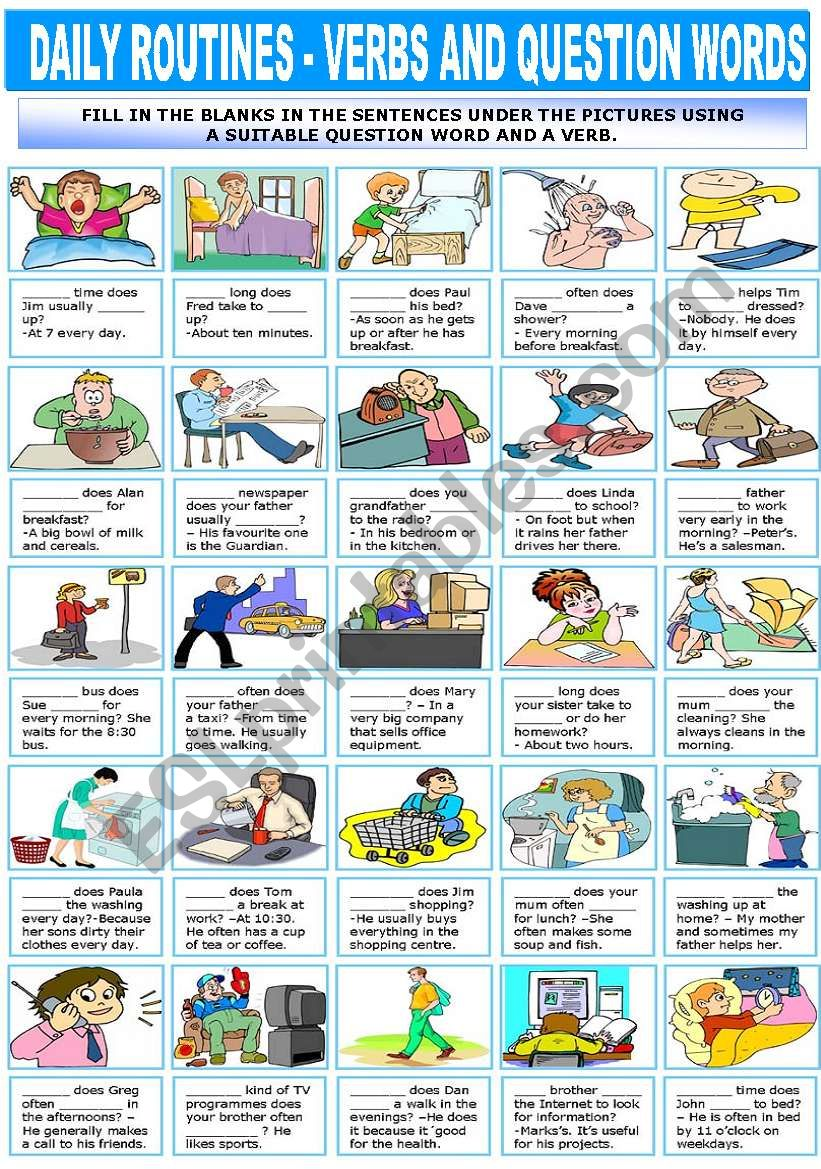 DAILY ROUTINES - VERBS AND QUESTION WORDS
FILL IN THE BLANKS IN THE SENTENCES UNDER THE PICTURES USING
A SUITABLE QUESTION WORD AND A VERB.
_______ time does
Jim usually ______
up?
-At 7 every day.
_____ long does
Fred take to _____
up?
-About ten minutes.
_______ does Paul
_______ his bed?
-As soon as he gets
up or after he has
breakfast.
______ often does
Dave _________ a
shower?
- Every morning
before breakfast.
_______ helps Tim
to _______ dressed?
–Nobody. He does
it by himself every
day.
________ does Alan
__________ for
breakfast?
-A big bowl of milk
and cereals.
_______ newspaper
does your father
usually _________?
– His favourite one
is the Guardian.
_______ does you
grandfather ________
to the radio?
- In his bedroom or
in the kitchen.
_______ does Linda
________ to school?
- On foot but when
it rains her father
drives her there.
_________ father
________ to work
very early in the
morning? –Peter’s.
He’s a salesman.
_______ bus does
Sue _______ for
every morning? She
waits for the 8:30
bus.
______ often does
your father ______
a taxi? –From time
to time. He usually
goes walking.
_______ does Mary
_______? – In a
very big company
that sells office
equipment.
______ long does
your sister take to
_______ or do her
homework?
- About two hours.
_______ does your
mum _______ the
the cleaning? She
always cleans in the
morning.
_______ does Paula
______ the washing
every day?-Because
her sons dirty their
clothes every day.
______ does Tom
_______ a break at
work? –At 10:30.
He often has a cup
of tea or coffee.
_______ does Jim
_________ shopping?
-He usually buys
everything in the
shopping centre.
_______ does your
mum often ______
for lunch? –She
often makes some
soup and fish.
______ _____ the
washing up at
home? – My mother
and sometimes my
father helps her.
_______ does Greg
often _________ in
the afternoons? –
He generally makes
a call to his friends.
_______ kind of TV
programmes does
your brother often
_________ ? He
likes sports.
_______ does Dan
_____ a walk in the
evenings? –He does
it because it´good
for the health.
_____ brother _____
the Internet to look
for information?
-Marks’s. It’s useful
for his projects.
_______ time does
John _____ to bed?
– He is often in bed
by 11 o’clock on
weekdays.
ESLprintables.com